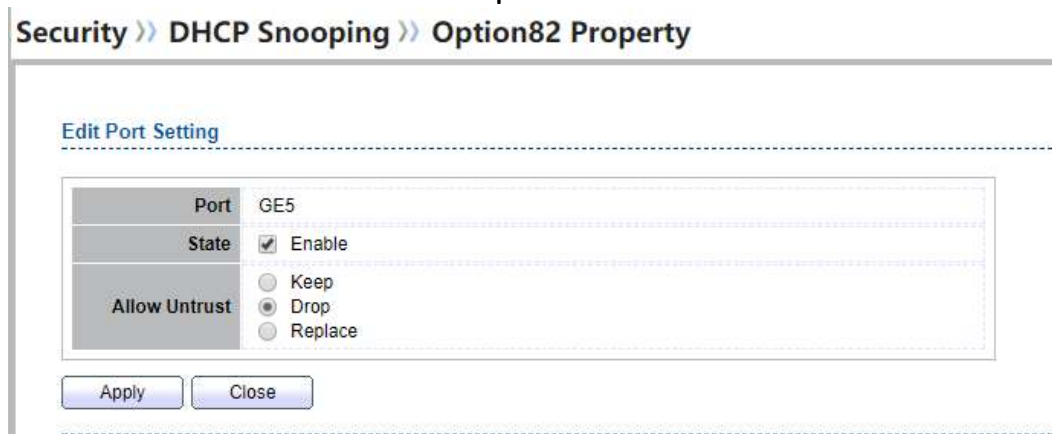 Security 》 DHCP Snooping 》 Option82 Property
Edit Port Setting
Port GE5
State Enable
Allow Untrust Keep
Drop
Replace
Apply Close